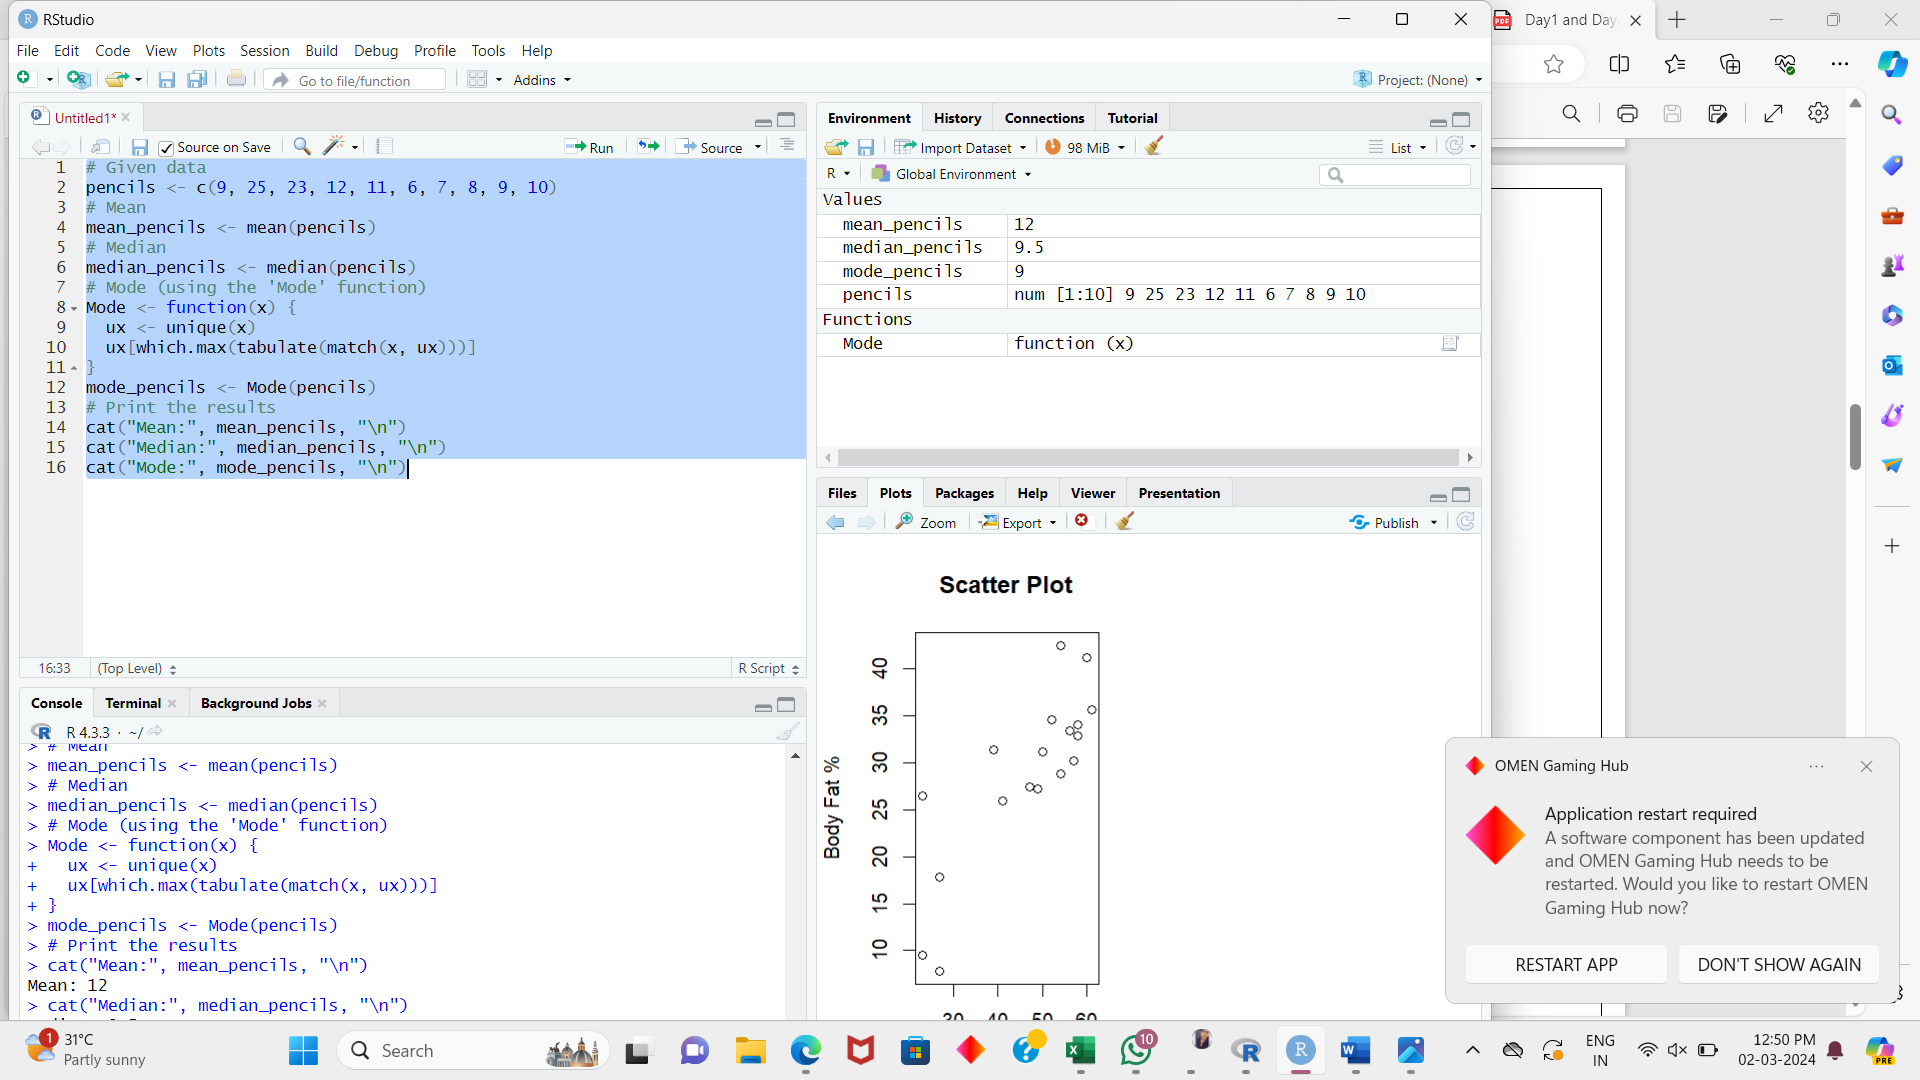 RStudio
File Edit Code View Plots Session Build Debug Profile Tools Help
Go to file/function
Addins
Project: (None)
Untitled1*
Source on Save
Run
Source
1 # Given data
2 pencils <- c(9, 25, 23, 12, 11, 6, 7, 8, 9, 10)
3 # Mean
4 mean_pencils <- mean(pencils)
5 # Median
6 median_pencils <- median(pencils)
7 # Mode (using the 'Mode' function)
8 Mode <- function(x) {
9 ux <- unique(x)
10 ux[which.max(tabulate(match(x, ux)))]
11 }
12 mode_pencils <- Mode(pencils)
13 # Print the results
14 cat("Mean:", mean_pencils, "\n")
15 cat("Median:", median_pencils, "\n")
16 cat("Mode:", mode_pencils, "\n")
16:33 (Top Level) R Script
Console Terminal Background Jobs
R 4.3.3 · ~/
> # Mean
> mean_pencils <- mean(pencils)
> # Median
> median_pencils <- median(pencils)
> # Mode (using the 'Mode' function)
> Mode <- function(x) {
+ ux <- unique(x)
+ ux[which.max(tabulate(match(x, ux)))]
+ }
> mode_pencils <- Mode(pencils)
> # Print the results
> cat("Mean:", mean_pencils, "\n")
Mean: 12
> cat("Median:", median_pencils, "\n")
Environment History Connections Tutorial
Import Dataset 98 MiB List
R Global Environment
Values
mean_pencils 12
median_pencils 9.5
mode_pencils 9
pencils num [1:10] 9 25 23 12 11 6 7 8 9 10
Functions
Mode function (x)
Files Plots Packages Help Viewer Presentation
Zoom Export Publish
Scatter Plot
Body Fat %
40
35
30
25
20
15
10
30 40 50 60
PDF Day1 and Day
OMEN Gaming Hub
Application restart required
A software component has been updated
and OMEN Gaming Hub needs to be
restarted. Would you like to restart OMEN
Gaming Hub now?
RESTART APP DON'T SHOW AGAIN
1
31°C
Partly sunny
Search
10
ENG
IN
12:50 PM
02-03-2024
PRE